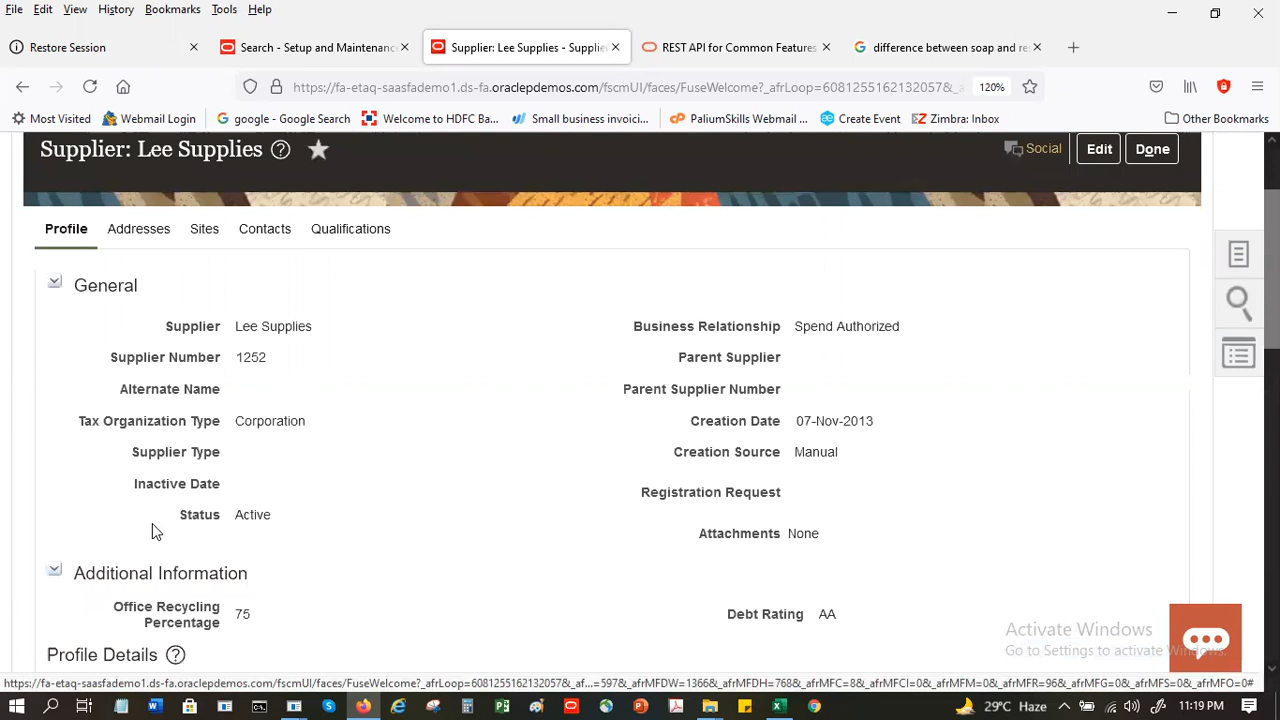 File Edit View History Bookmarks Tools Help
Restore Session × Search - Setup and Maintenance × Supplier: Lee Supplies - Supplie × REST API for Common Features × difference between soap and re × +
https://fa-etaq-saasfademo1.ds-fa.oraclepdemos.com/fscmUI/faces/FuseWelcome?_afrLoop=6081255162132057&_a 120%
Most Visited Webmail Login google - Google Search Welcome to HDFC Ba... Small business invoici... PaliumSkills Webmail ... Create Event Zimbra: Inbox Other Bookmarks
Supplier: Lee Supplies Social Edit Done
Profile Addresses Sites Contacts Qualifications
General
Supplier Lee Supplies Business Relationship Spend Authorized
Supplier Number 1252 Parent Supplier
Alternate Name Parent Supplier Number
Tax Organization Type Corporation Creation Date 07-Nov-2013
Supplier Type Creation Source Manual
Inactive Date
Registration Request
Status Active
Attachments None
Additional Information
Office Recycling
Percentage 75 Debt Rating AA
Profile Details
Activate Windows
Go to Settings to activate Windows.
https://fa-etaq-saasfademo1.ds-fa.oraclepdemos.com/fscmUI/faces/FuseWelcome?_afrLoop=6081255162132057&_a...=597&_afrMFDW=1366&_afrMFDH=768&_afrMFC=8&_afrMFCI=0&_afrMFM=0&_afrMFR=96&_afrMFG=0&_afrMFS=0&_afrMFO=0#
29°C Haze 11:19 PM